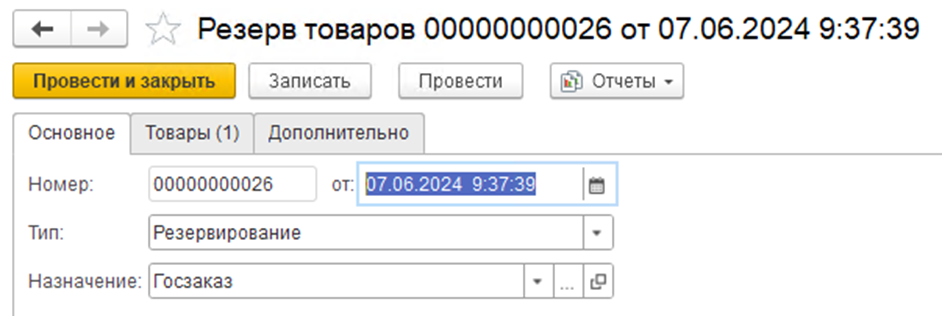 Резерв товаров 00000000026 от 07.06.2024 9:37:39
Провести и закрыть Записать Провести Отчеты
Основное Товары (1) Дополнительно
Номер: 00000000026 от: 07.06.2024 9:37:39
Тип: Резервирование
Назначение: Госзаказ ...